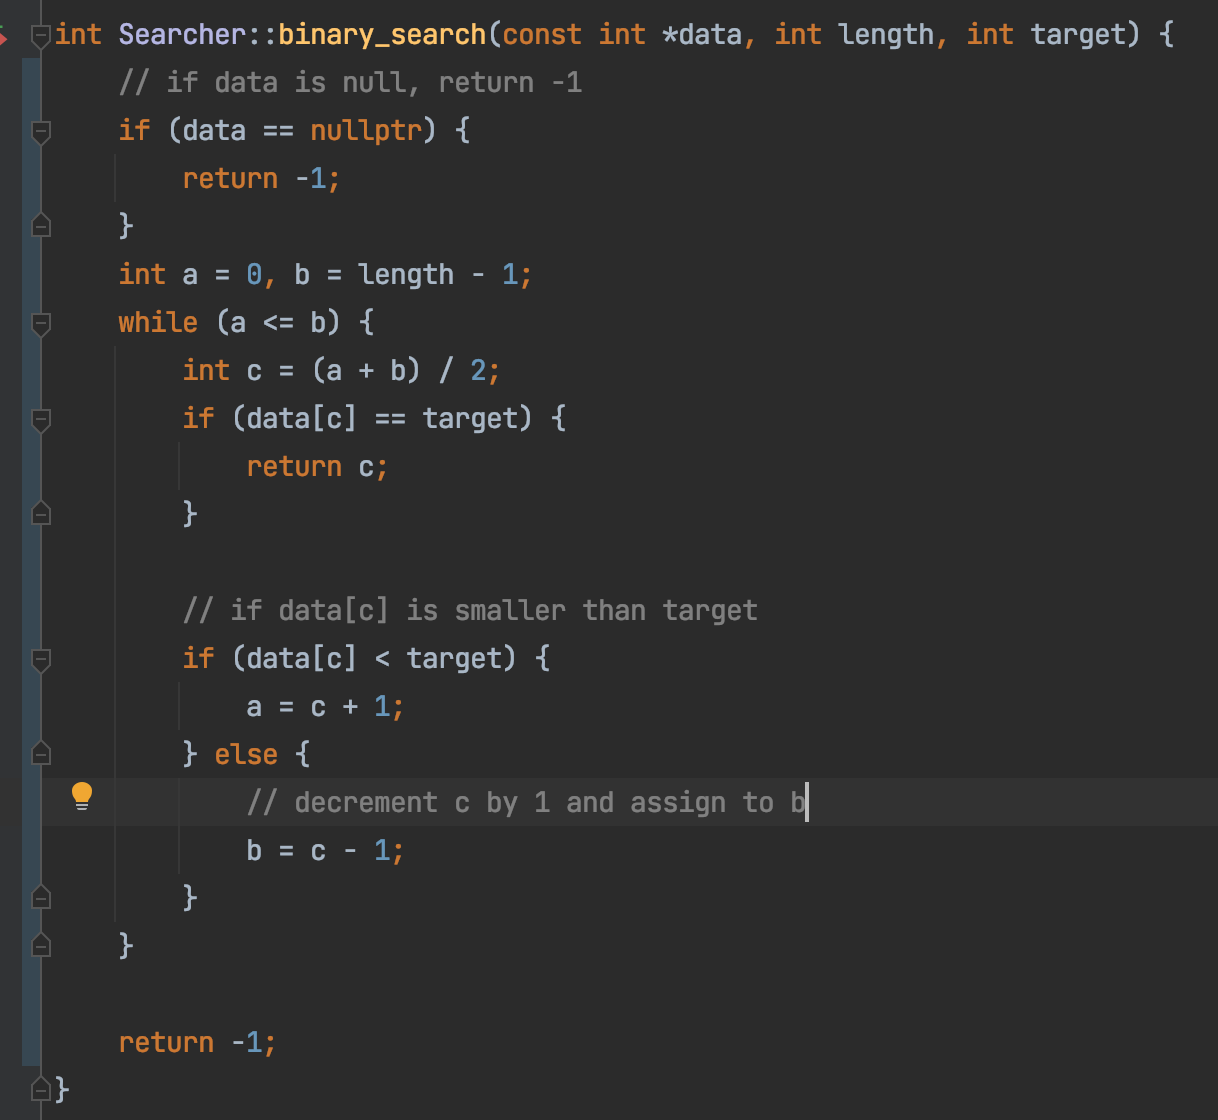 int Searcher::binary_search(const int *data, int length, int target) {
    // if data is null, return -1
    if (data == nullptr) {
        return -1;
    }
    int a = 0, b = length - 1;
    while (a <= b) {
        int c = (a + b) / 2;
        if (data[c] == target) {
            return c;
        }

        // if data[c] is smaller than target
        if (data[c] < target) {
            a = c + 1;
        } else {
            // decrement c by 1 and assign to b
            b = c - 1;
        }
    }

    return -1;
}